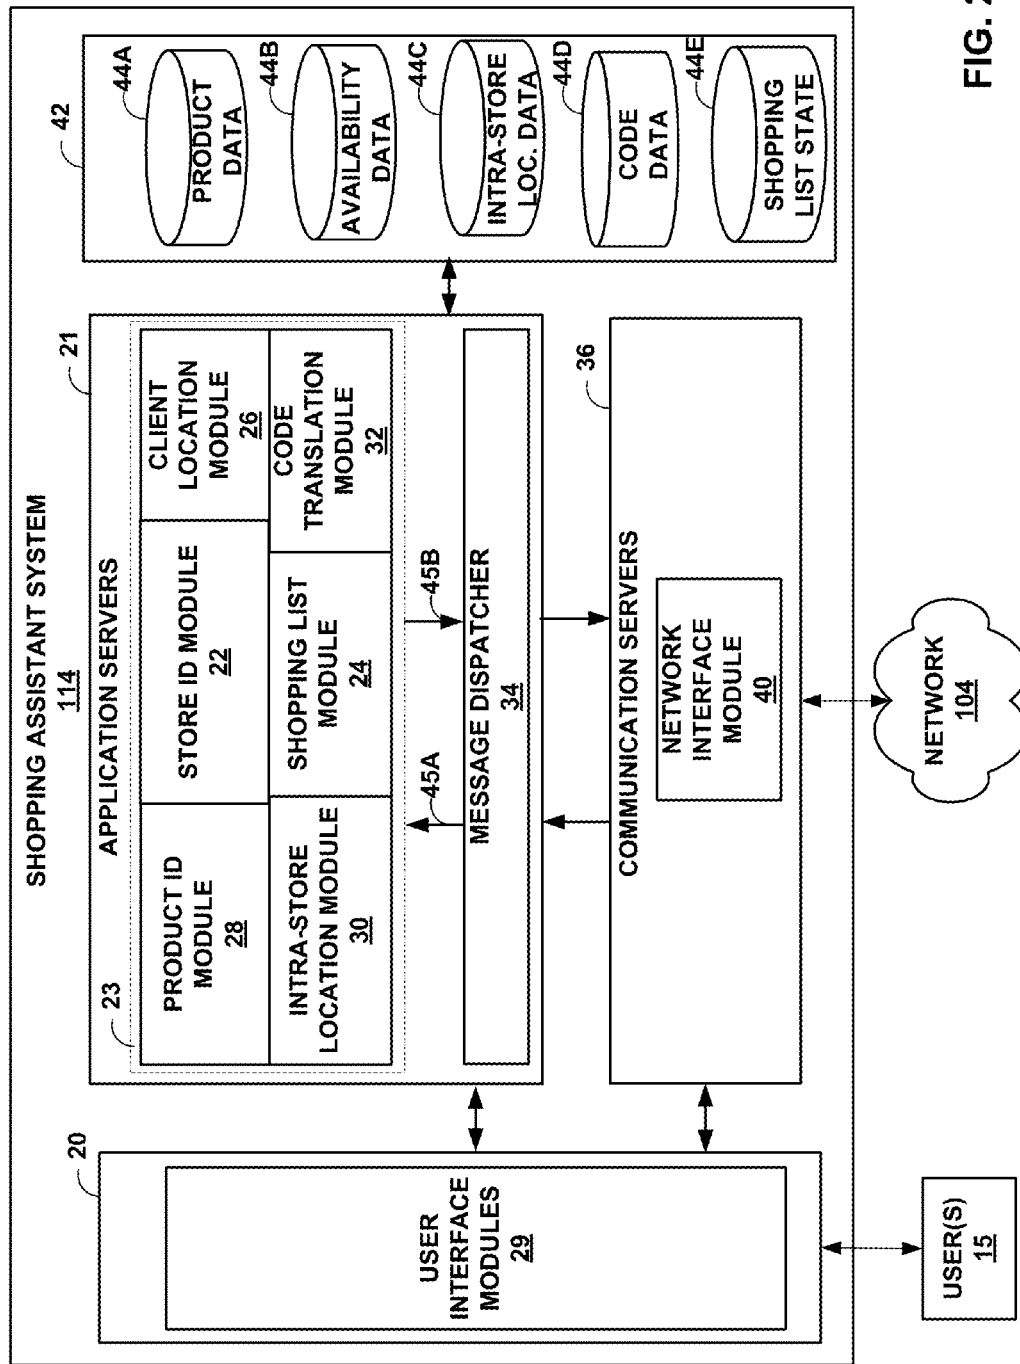 SHOPPING ASSISTANT SYSTEM
114
20
USER
INTERFACE
MODULES
29
21
APPLICATION SERVERS
23
PRODUCT ID
MODULE
28
STORE ID MODULE
22
CLIENT
LOCATION
MODULE
26
INTRA-STORE
LOCATION MODULE
30
SHOPPING LIST
MODULE
24
CODE
TRANSLATION
MODULE
32
45A
45B
MESSAGE DISPATCHER
34
36
COMMUNICATION SERVERS
NETWORK
INTERFACE
MODULE
40
42
44A
PRODUCT
DATA
44B
AVAILABILITY
DATA
44C
INTRA-STORE
LOC. DATA
44D
CODE
DATA
44E
SHOPPING
LIST STATE
USER(S)
15
NETWORK
104
FIG. 2